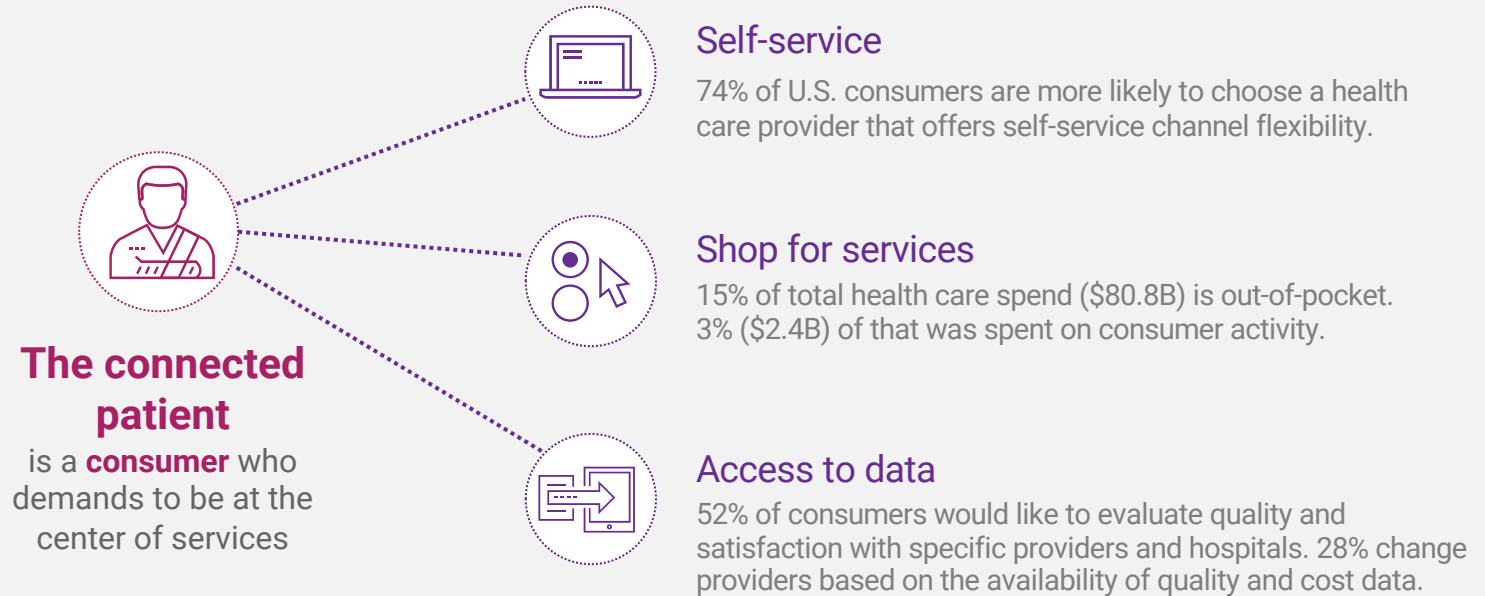 The connected
patient
is a consumer who
demands to be at the
center of services
Self-service
74% of U.S. consumers are more likely to choose a health
care provider that offers self-service channel flexibility.
Shop for services
15% of total health care spend ($80.8B) is out-of-pocket.
3% ($2.4B) of that was spent on consumer activity.
Access to data
52% of consumers would like to evaluate quality and
satisfaction with specific providers and hospitals. 28% change
providers based on the availability of quality and cost data.